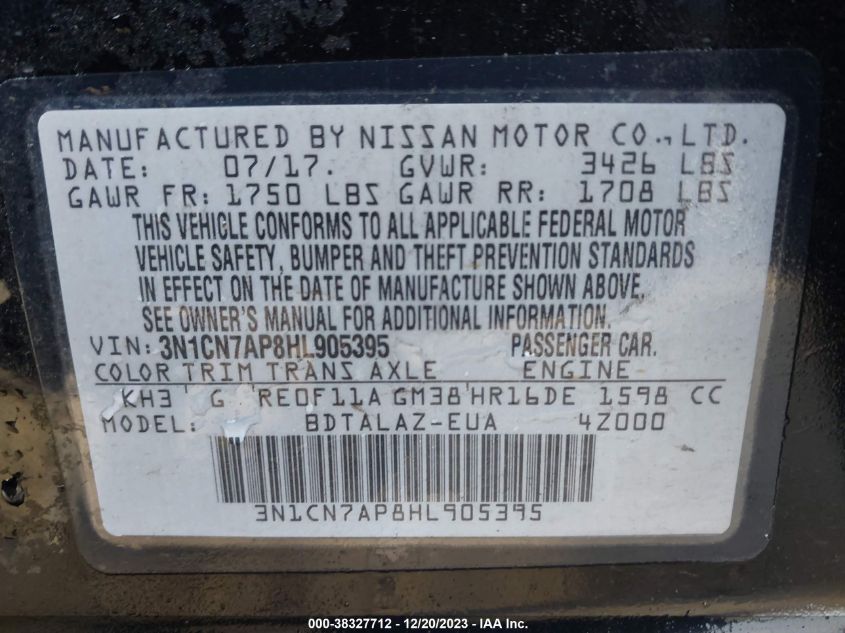 MANUFACTURED BY NISSAN MOTOR CO., LTD.
DATE: 07/17. GVWR: 3426 LBS
GAWR FR: 1750 LBS GAWR RR: 1708 LBS
THIS VEHICLE CONFORMS TO ALL APPLICABLE FEDERAL MOTOR
VEHICLE SAFETY, BUMPER AND THEFT PREVENTION STANDARDS
IN EFFECT ON THE DATE OF MANUFACTURE SHOWN ABOVE.
SEE OWNER'S MANUAL FOR ADDITIONAL INFORMATION.
VIN: 3N1CN7AP8HL905395 PASSENGER CAR.
COLOR TRIM TRANS AXLE ENGINE
KH3 G RE0F11A GM38 HR16DE 1598 CC
MODEL: BDTALAZ-EUA 4Z000
3N1CN7AP8HL905395
000-38327712 - 12/20/2023 - IAA Inc.